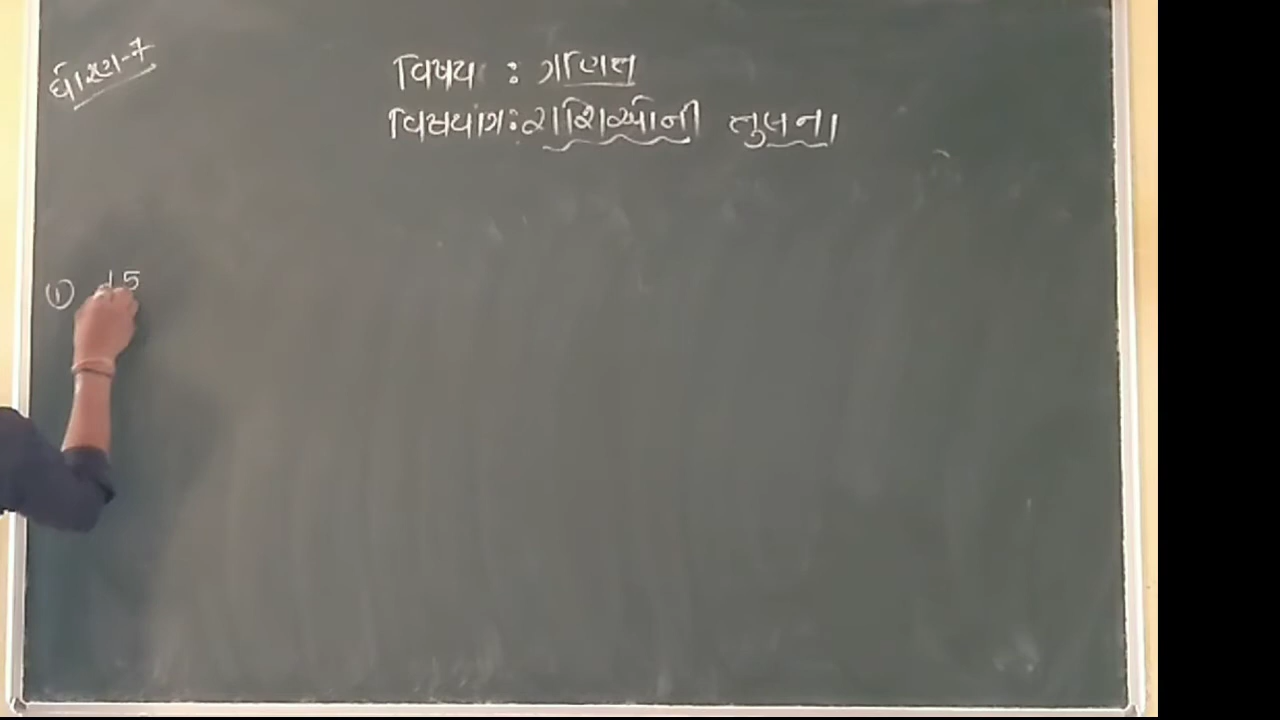 ધોરણ-7
વિષય : ગણિત
વિષયાંગ : રાશિઓની તુલના
① 15